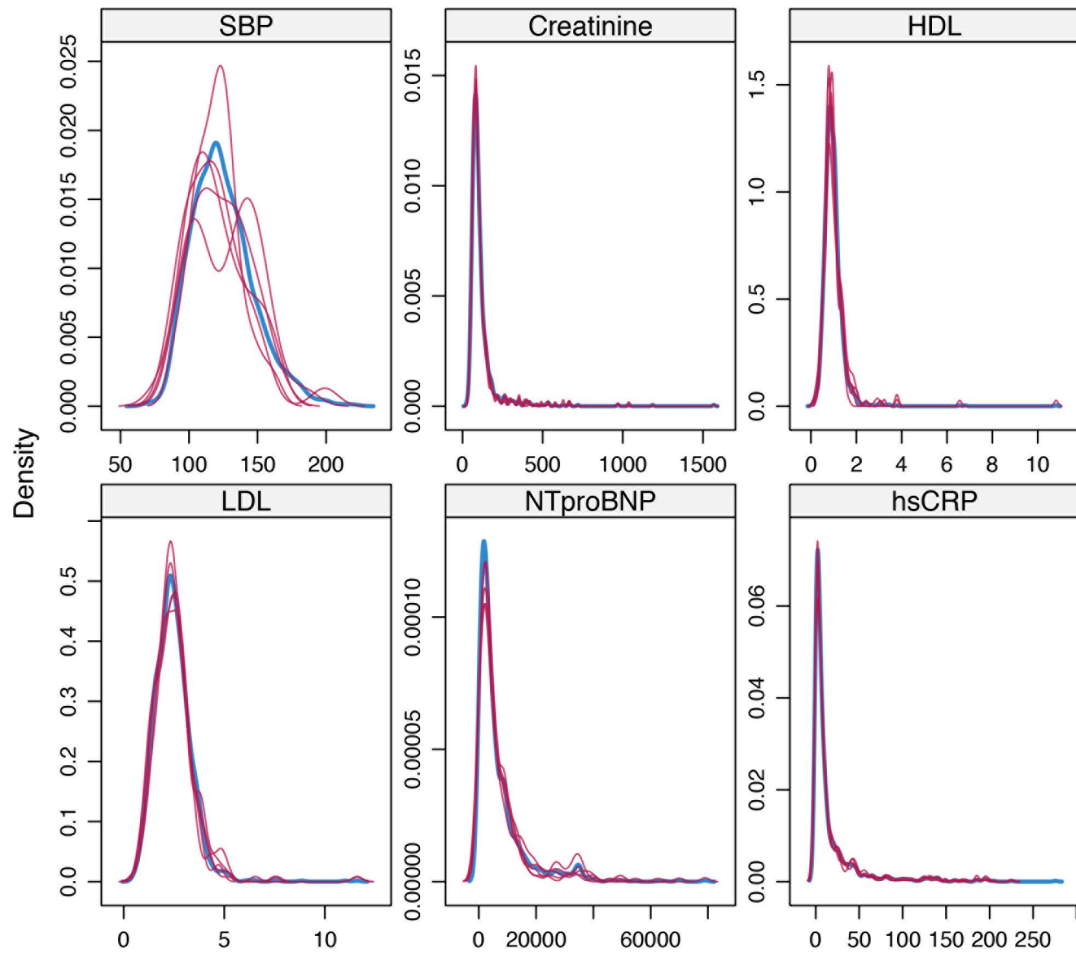 SBP Creatinine HDL
0.000 0.005 0.010 0.015 0.020 0.025
0.000 0.005 0.010 0.015
0.0 0.5 1.0 1.5
50 100 150 200
0 500 1000 1500
0 2 4 6 8 10
Density
LDL NTproBNP hsCRP
0.0 0.1 0.2 0.3 0.4 0.5
0.00000 0.00005 0.00010
0.00 0.02 0.04 0.06
0 5 10
0 20000 60000
0 50 100 150 200 250